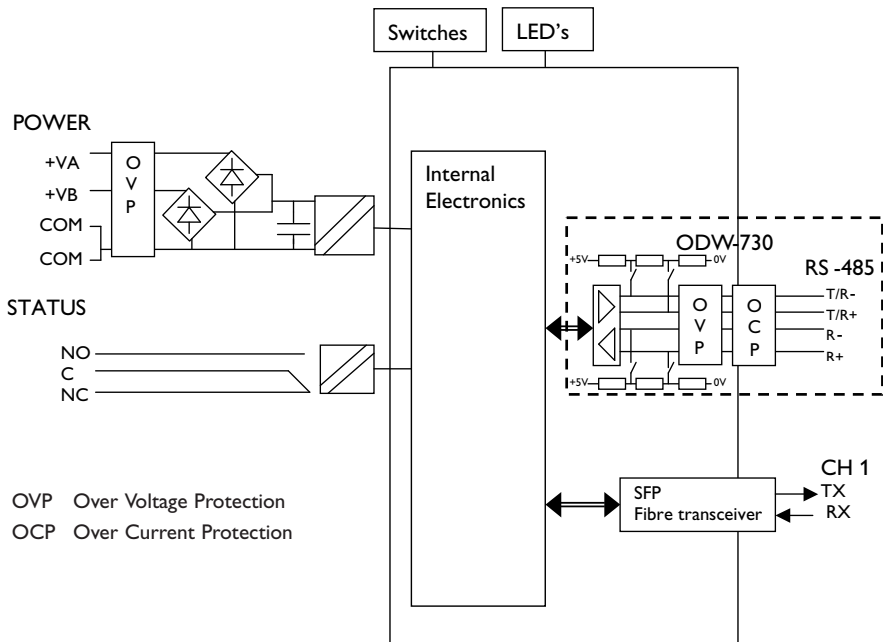 Switches
LED's
POWER
+VA
+VB
COM
COM
O
V
P
Internal
Electronics
ODW-730
+5V
0V
RS -485
T/R-
T/R+
R-
R+
O
V
P
O
C
P
+5V
0V
STATUS
NO
C
NC
OVP Over Voltage Protection
OCP Over Current Protection
SFP
Fibre transceiver
CH 1
TX
RX